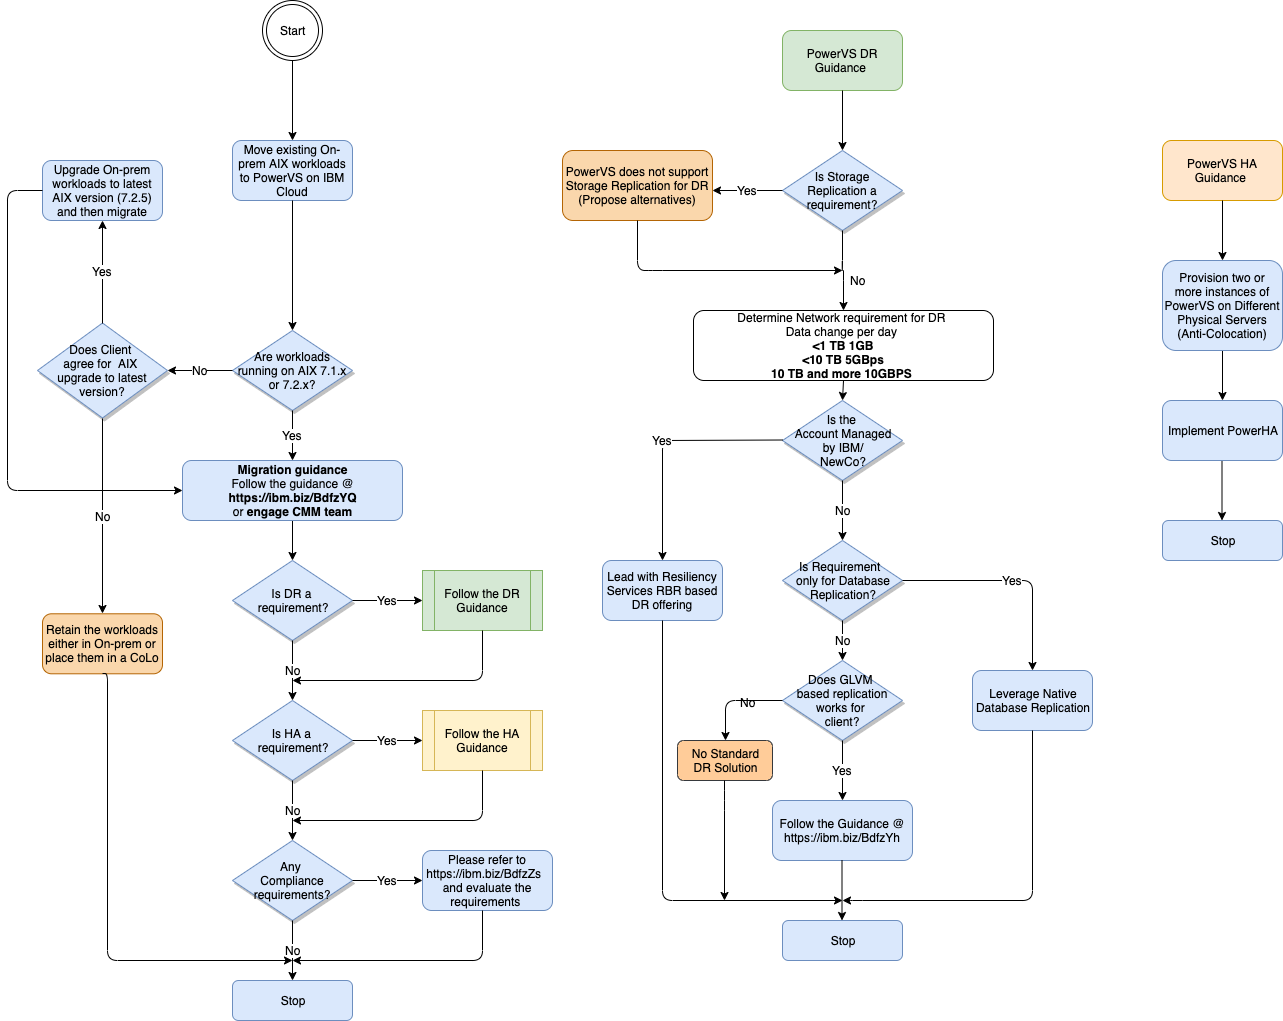 Start
Move existing On-
prem AIX workloads
to PowerVS on IBM
Cloud
Upgrade On-prem
workloads to latest
AIX version (7.2.5)
and then migrate
Yes
Does Client
agree for AIX
upgrade to latest
version?
No
Are workloads
running on AIX 7.1.x
or 7.2.x?
Yes
Migration guidance
Follow the guidance @
https://ibm.biz/BdfzYQ
or engage CMM team
No
Is DR a
requirement?
Yes
Follow the DR
Guidance
Retain the workloads
either in On-prem or
place them in a CoLo
No
Is HA a
requirement?
Yes
Follow the HA
Guidance
No
Any
Compliance
requirements?
Yes
Please refer to
https://ibm.biz/BdfzZs
and evaluate the
requirements
No
Stop
PowerVS DR
Guidance
PowerVS does not support
Storage Replication for DR
(Propose alternatives)
Yes
Is Storage
Replication a
requirement?
No
Determine Network requirement for DR
Data change per day
<1 TB 1GB
<10 TB 5GBps
10 TB and more 10GBPS
Yes
Is the
Account Managed
by IBM/
NewCo?
No
Lead with Resiliency
Services RBR based
DR offering
Is Requirement
only for Database
Replication?
Yes
No
Does GLVM
based replication
works for
client?
Leverage Native
Database Replication
No
No Standard
DR Solution
Yes
Follow the Guidance @
https://ibm.biz/BdfzYh
Stop
PowerVS HA
Guidance
Provision two or
more instances of
PowerVS on Different
Physical Servers
(Anti-Colocation)
Implement PowerHA
Stop